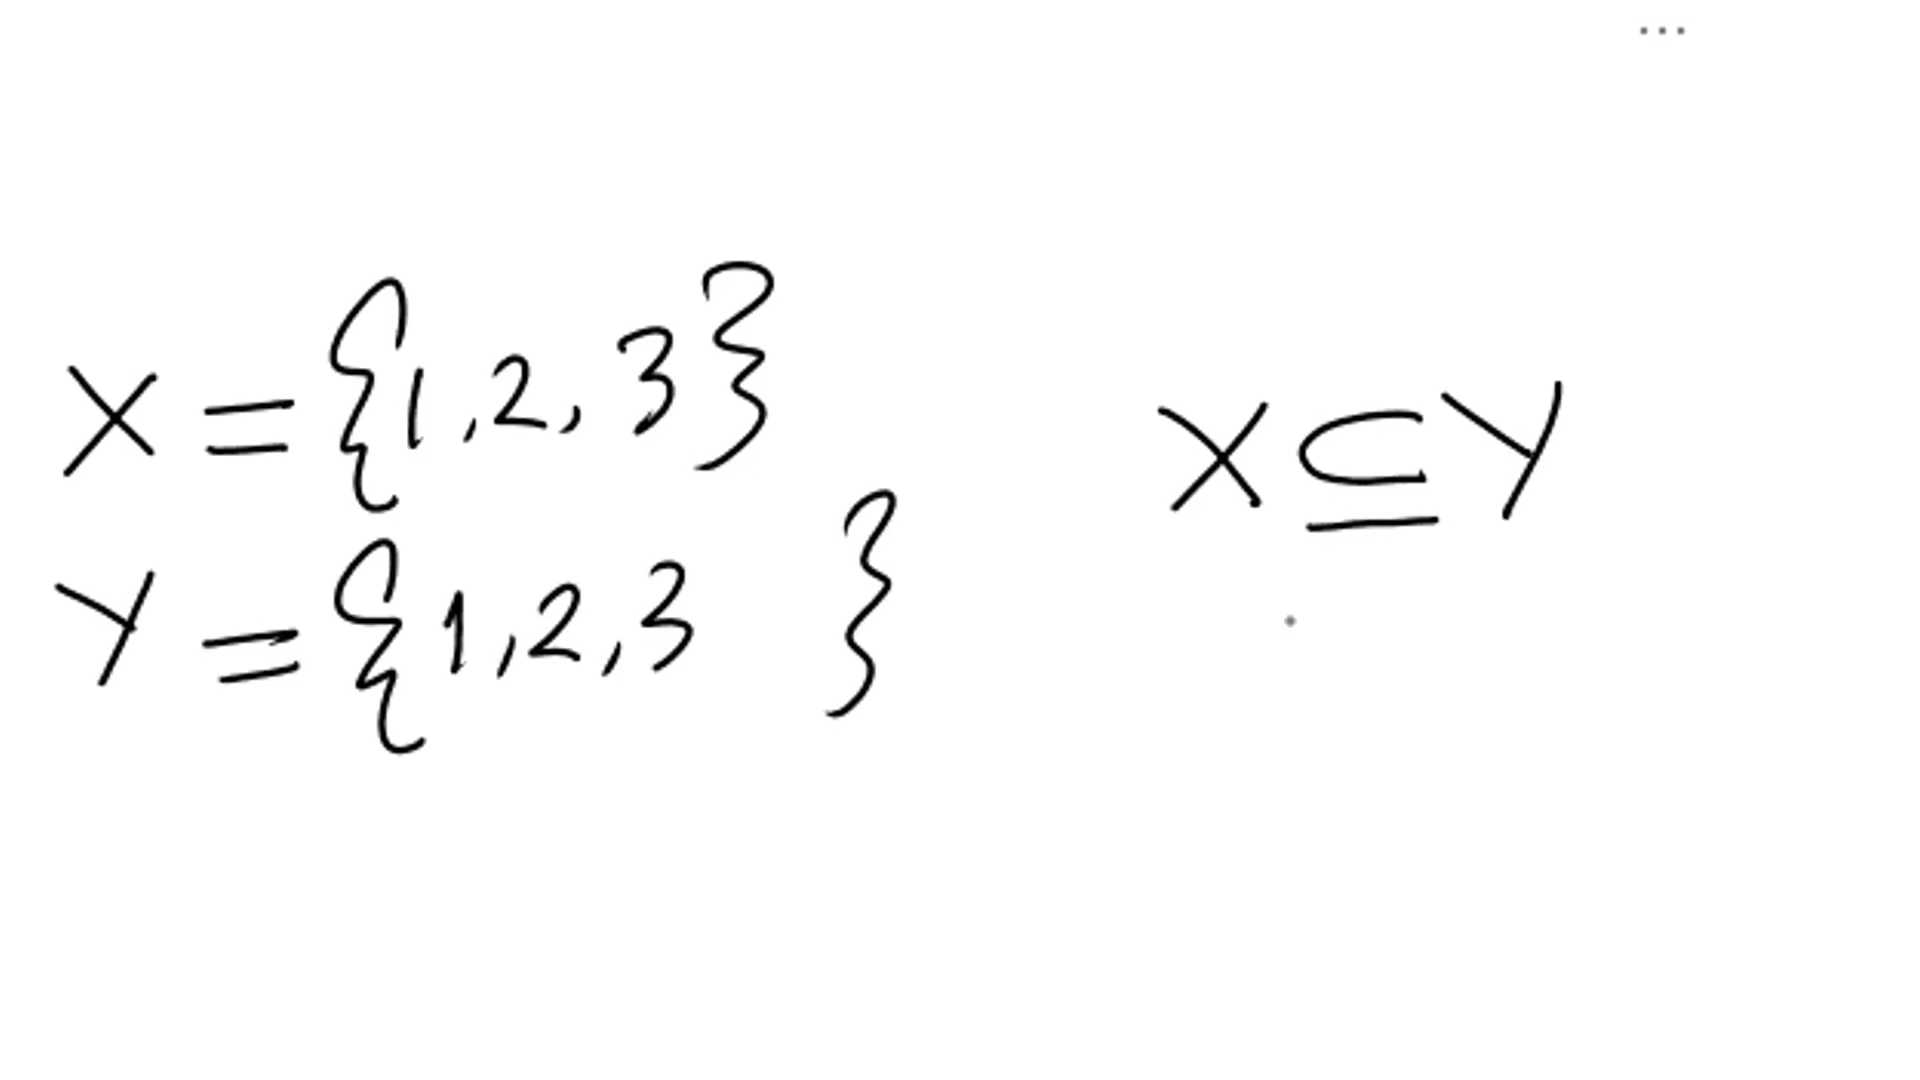 X = {1, 2, 3}
X ⊆ Y
Y = {1, 2, 3 }